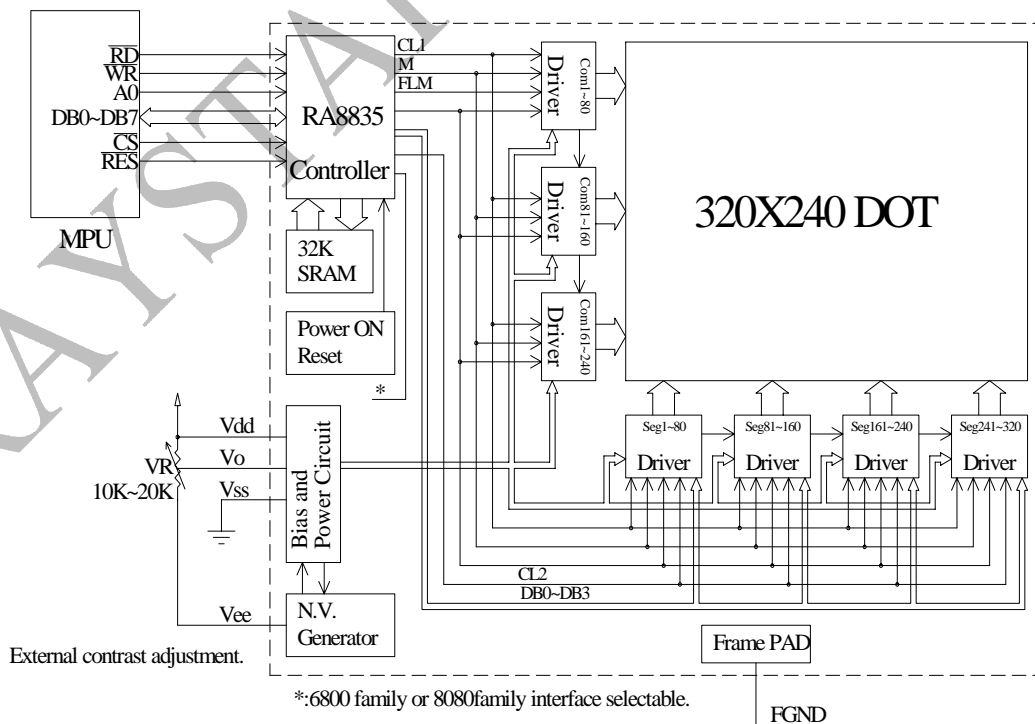 RAYSTA
MPU
RD
WR
A0
DB0~DB7
CS
RES
RA8835
Controller
CL1
M
FLM
32K
SRAM
Power ON
Reset
*
Driver
Com1~80
Driver
Com81~160
Driver
Com161~240
320X240 DOT
Seg1~80
Driver
Seg81~160
Driver
Seg161~240
Driver
Seg241~320
Driver
Vdd
VR
10K~20K
Vo
Vss
Bias and
Power Circuit
CL2
DB0~DB3
Vee
N.V.
Generator
External contrast adjustment.
Frame PAD
*:6800 family or 8080family interface selectable.
FGND